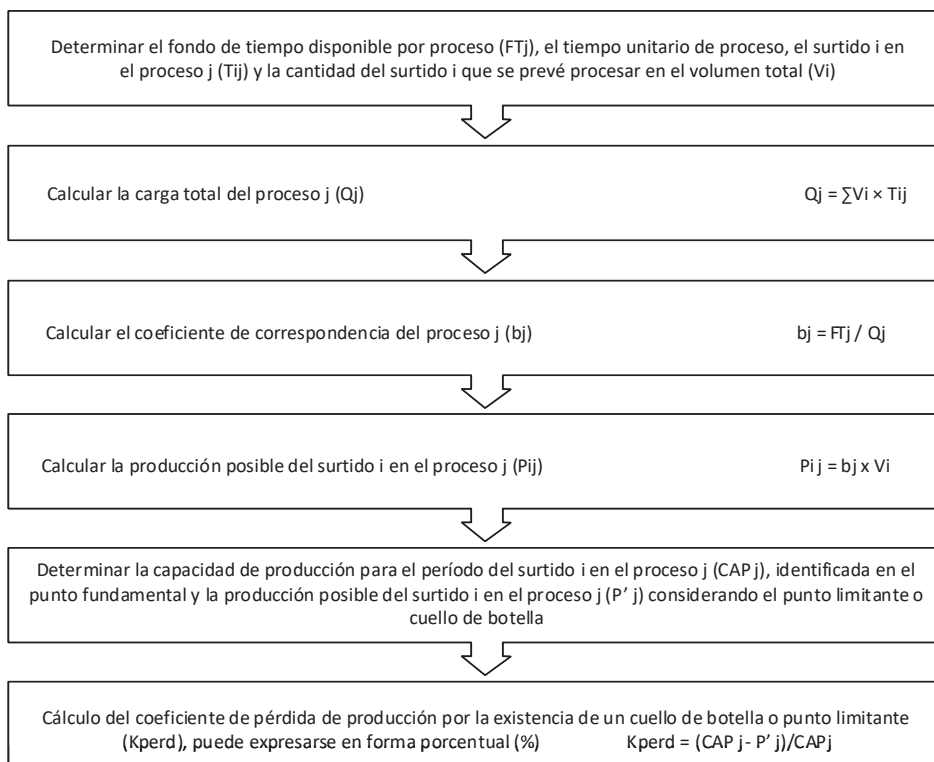 Determinar el fondo de tiempo disponible por proceso (FTj), el tiempo unitario de proceso, el surtido i en
el proceso j (Tij) y la cantidad del surtido i que se prevé procesar en el volumen total (Vi)
Calcular la carga total del proceso j (Qj) Qj = ∑Vi × Tij
Calcular el coeficiente de correspondencia del proceso j (bj) bj = FTj / Qj
Calcular la producción posible del surtido i en el proceso j (Pij) Pij = bj x Vi
Determinar la capacidad de producción para el período del surtido i en el proceso j (CAP j), identificada en el
punto fundamental y la producción posible del surtido i en el proceso j (P’ j) considerando el punto limitante o
cuello de botella
Cálculo del coeficiente de pérdida de producción por la existencia de un cuello de botella o punto limitante
(Kperd), puede expresarse en forma porcentual (%) Kperd = (CAP j - P’ j)/CAPj